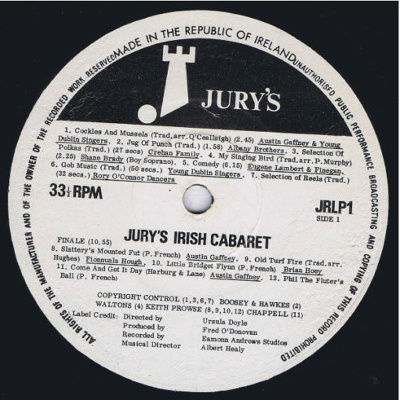 ALL RIGHTS OF THE MANUFACTURER AND OF THE OWNER OF THE RECORDED WORK RESERVED MADE IN THE REPUBLIC OF IRELAND UNAUTHORISED PUBLIC PERFORMANCE BROADCASTING AND COPYING OF THIS RECORD PROHIBITED
JURY'S
1. Cockles And Mussels (Trad,arr. O'Ceallaigh) (2,45) Austin Gaffney & Young
Dublin Singers. 2. Jug Of Punch (Trad.) (1.58) Albany Brothers. 3. Selection Of
Polkas (Trad.) (27 secs) Crehan Family. 4. My Singing Bird (Trad,arr. P.Murphy)
(2.25) Shane Brady (Boy Soprano). 5. Comedy (6.15) Eugene Lambert & Finegan.
6. Gob Music (Trad.) (50 secs) Young Dublin Singers. 7. Selection of Reels (Trad.)
(32 secs.) Rory O'Connor Dancers
33⅓ RPM
JRLP1
SIDE 1
JURY'S IRISH CABARET
FINALE (10,55)
8. Slattery's Mounted Fut (P. French) Austin Gaffney. 9. Old Turf Fire (Trad,arr.
Hughes) Fionnuala Hough. 10. Little Bridget Flynn (P. French) Brian Hoey
11. Come And Get It Day (Harburg & Lane) Austin Gaffney. 12. Phil The Fluter's
Ball (P. French)
COPYRIGHT CONTROL (1,3,6,7) BOOSEY & HAWKES (2)
WALTONS (4) KEITH PROWSE (8,9,10,12) CHAPPELL (11)
Label Credit: Directed by Ursula Doyle
Produced by Fred O'Donovan
Recorded by Eamonn Andrews Studios
Musical Director Albert Healy